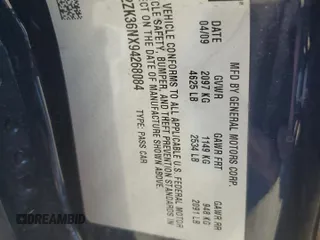 MFD BY GENERAL MOTORS CORP.
DATE GVWR GAWR FRT GAWR RR
04/09 2097 KG 1149 KG 948 KG
4625 LB 2534 LB 2091 LB
VEHICLE CONFORMS TO ALL APPLICABLE U.S. FEDERAL MOTOR
VEHICLE SAFETY, BUMPER, AND THEFT PREVENTION STANDARDS IN
EFFECT ON THE DATE OF MANUFACTURE SHOWN ABOVE.
ZK36NX94268084 TYPE: PASS CAR
DREAMBID